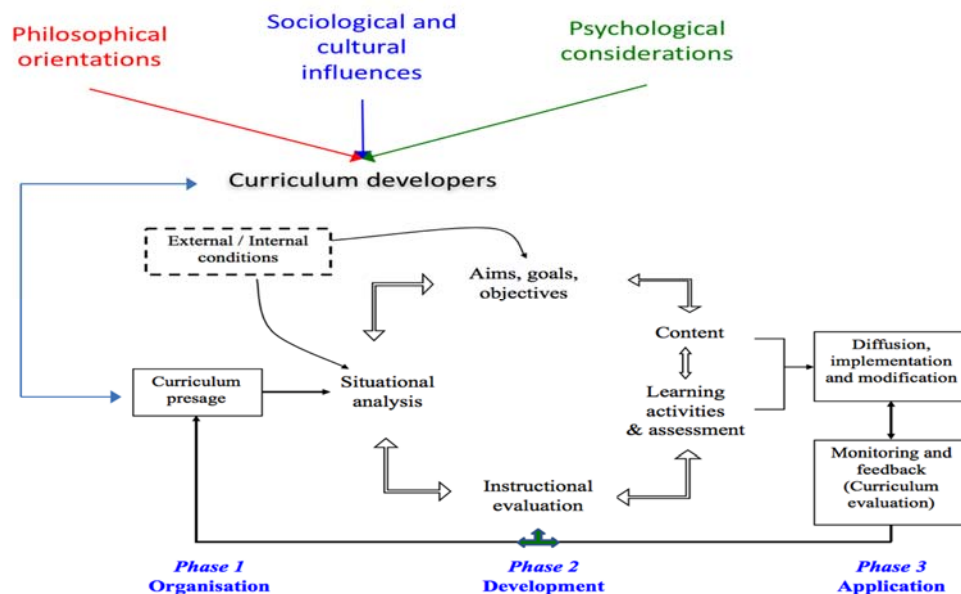 Philosophical
orientations
Sociological and
cultural
influences
Psychological
considerations
Curriculum developers
External / Internal
conditions
Aims, goals,
objectives
Content
Diffusion,
implementation
and modification
Curriculum
presage
Situational
analysis
Learning
activities
& assessment
Monitoring and
feedback
(Curriculum
evaluation)
Instructional
evaluation
Phase 1
Organisation
Phase 2
Development
Phase 3
Application